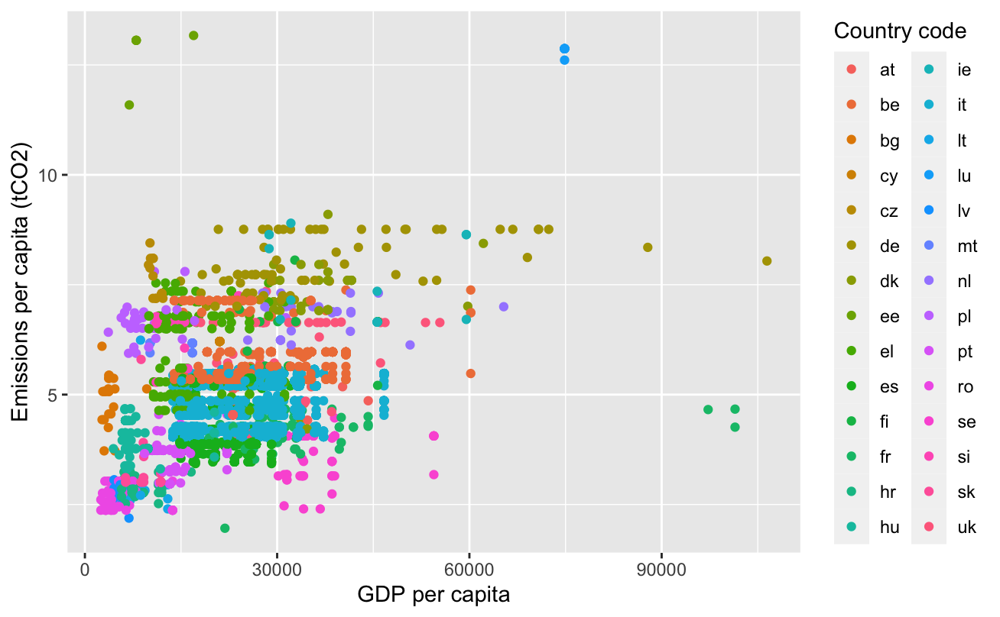 Emissions per capita (tCO2)
10
5
0
30000
60000
90000
GDP per capita
Country code
at
be
bg
cy
cz
de
dk
ee
el
es
fi
fr
hr
hu
ie
it
lt
lu
lv
mt
nl
pl
pt
ro
se
si
sk
uk